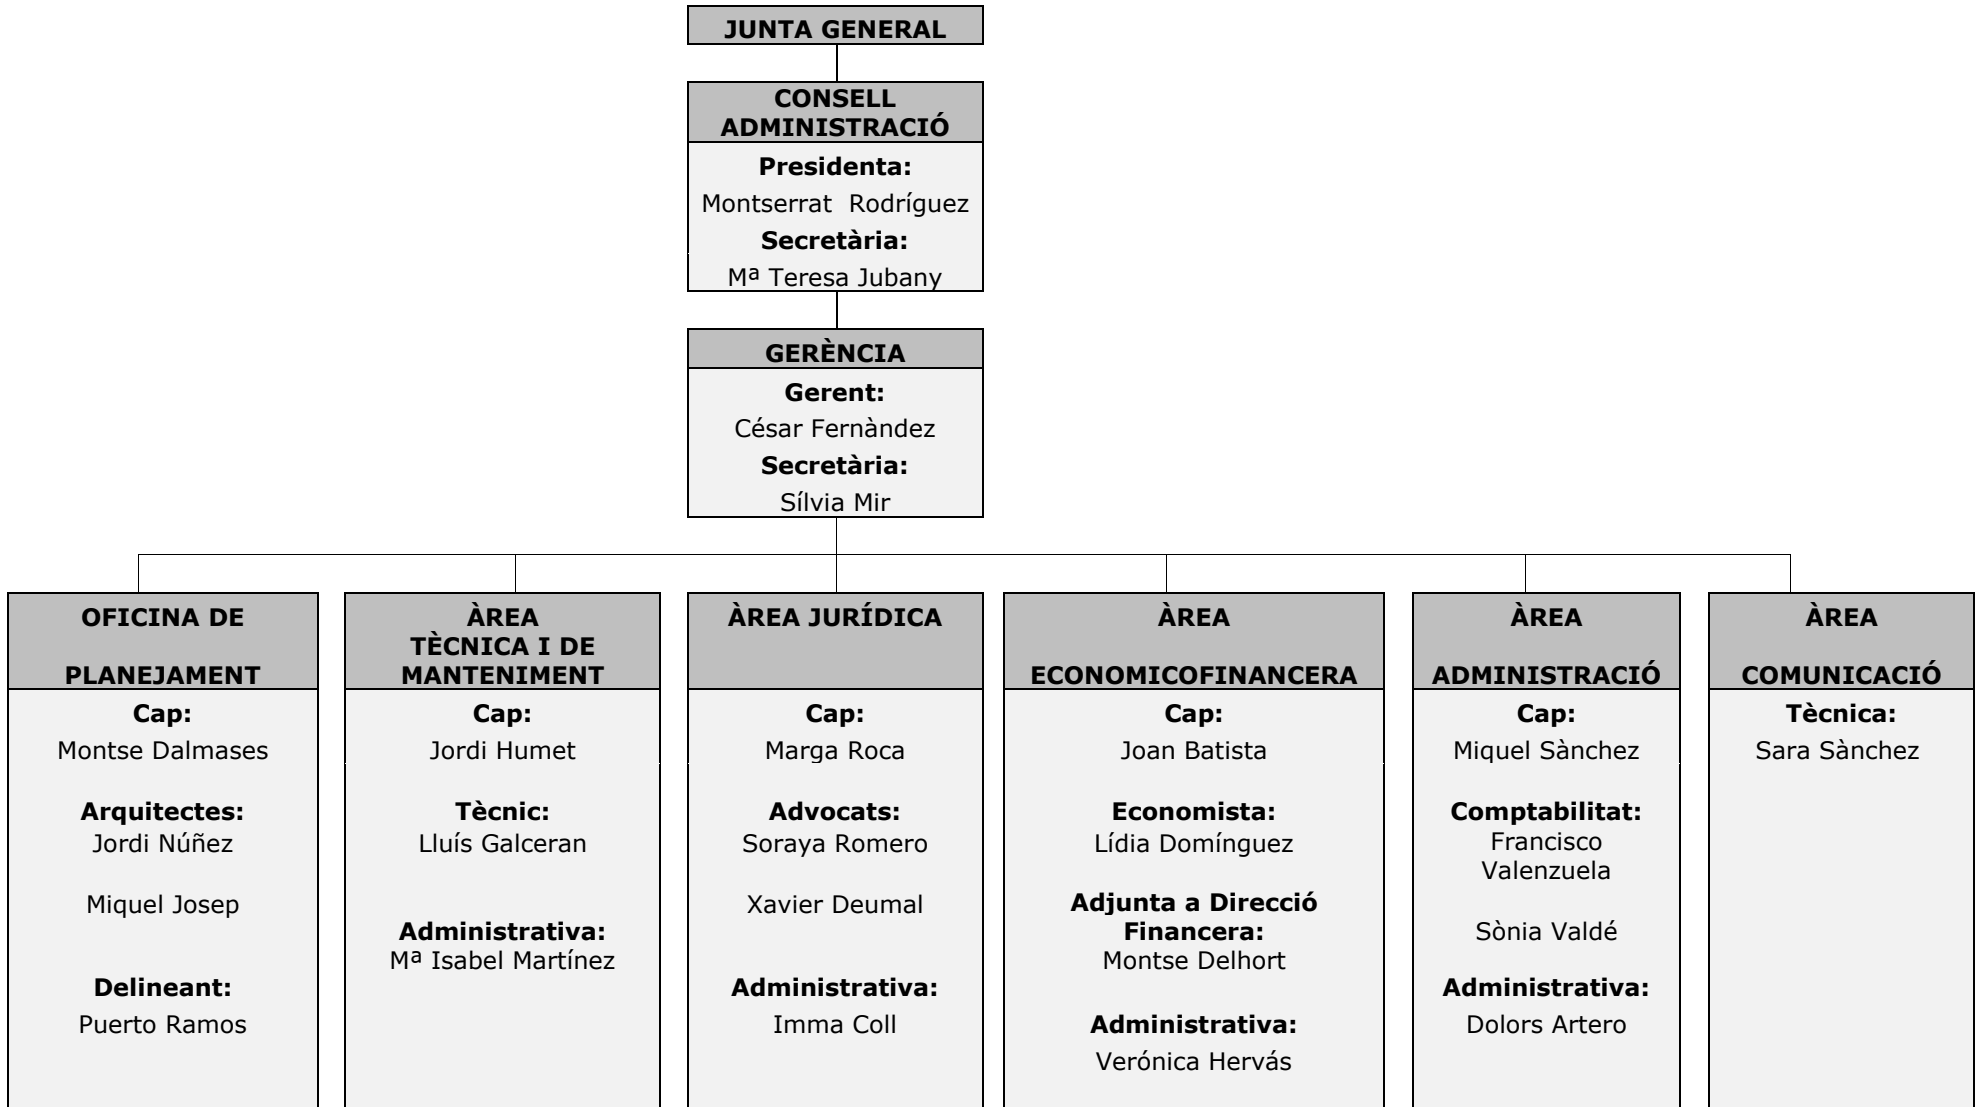 JUNTA GENERAL
CONSELL
ADMINISTRACIÓ
Presidenta:
Montserrat Rodríguez
Secretària:
Mª Teresa Jubany
GERÈNCIA
Gerent:
César Fernàndez
Secretària:
Sílvia Mir
OFICINA DE
PLANEJAMENT
Cap:
Montse Dalmases
Arquitectes:
Jordi Núñez
Miquel Josep
Delineant:
Puerto Ramos
ÀREA
TÈCNICA I DE
MANTENIMENT
Cap:
Jordi Humet
Tècnic:
Lluís Galceran
Administrativa:
Mª Isabel Martínez
ÀREA JURÍDICA
Cap:
Marga Roca
Advocats:
Soraya Romero
Xavier Deumal
Administrativa:
Imma Coll
ÀREA
ECONOMICOFINANCERA
Cap:
Joan Batista
Economista:
Lídia Domínguez
Adjunta a Direcció
Financera:
Montse Delhort
Administrativa:
Verónica Hervás
ÀREA
ADMINISTRACIÓ
Cap:
Miquel Sànchez
Comptabilitat:
Francisco
Valenzuela
Sònia Valdé
Administrativa:
Dolors Artero
ÀREA
COMUNICACIÓ
Tècnica:
Sara Sànchez